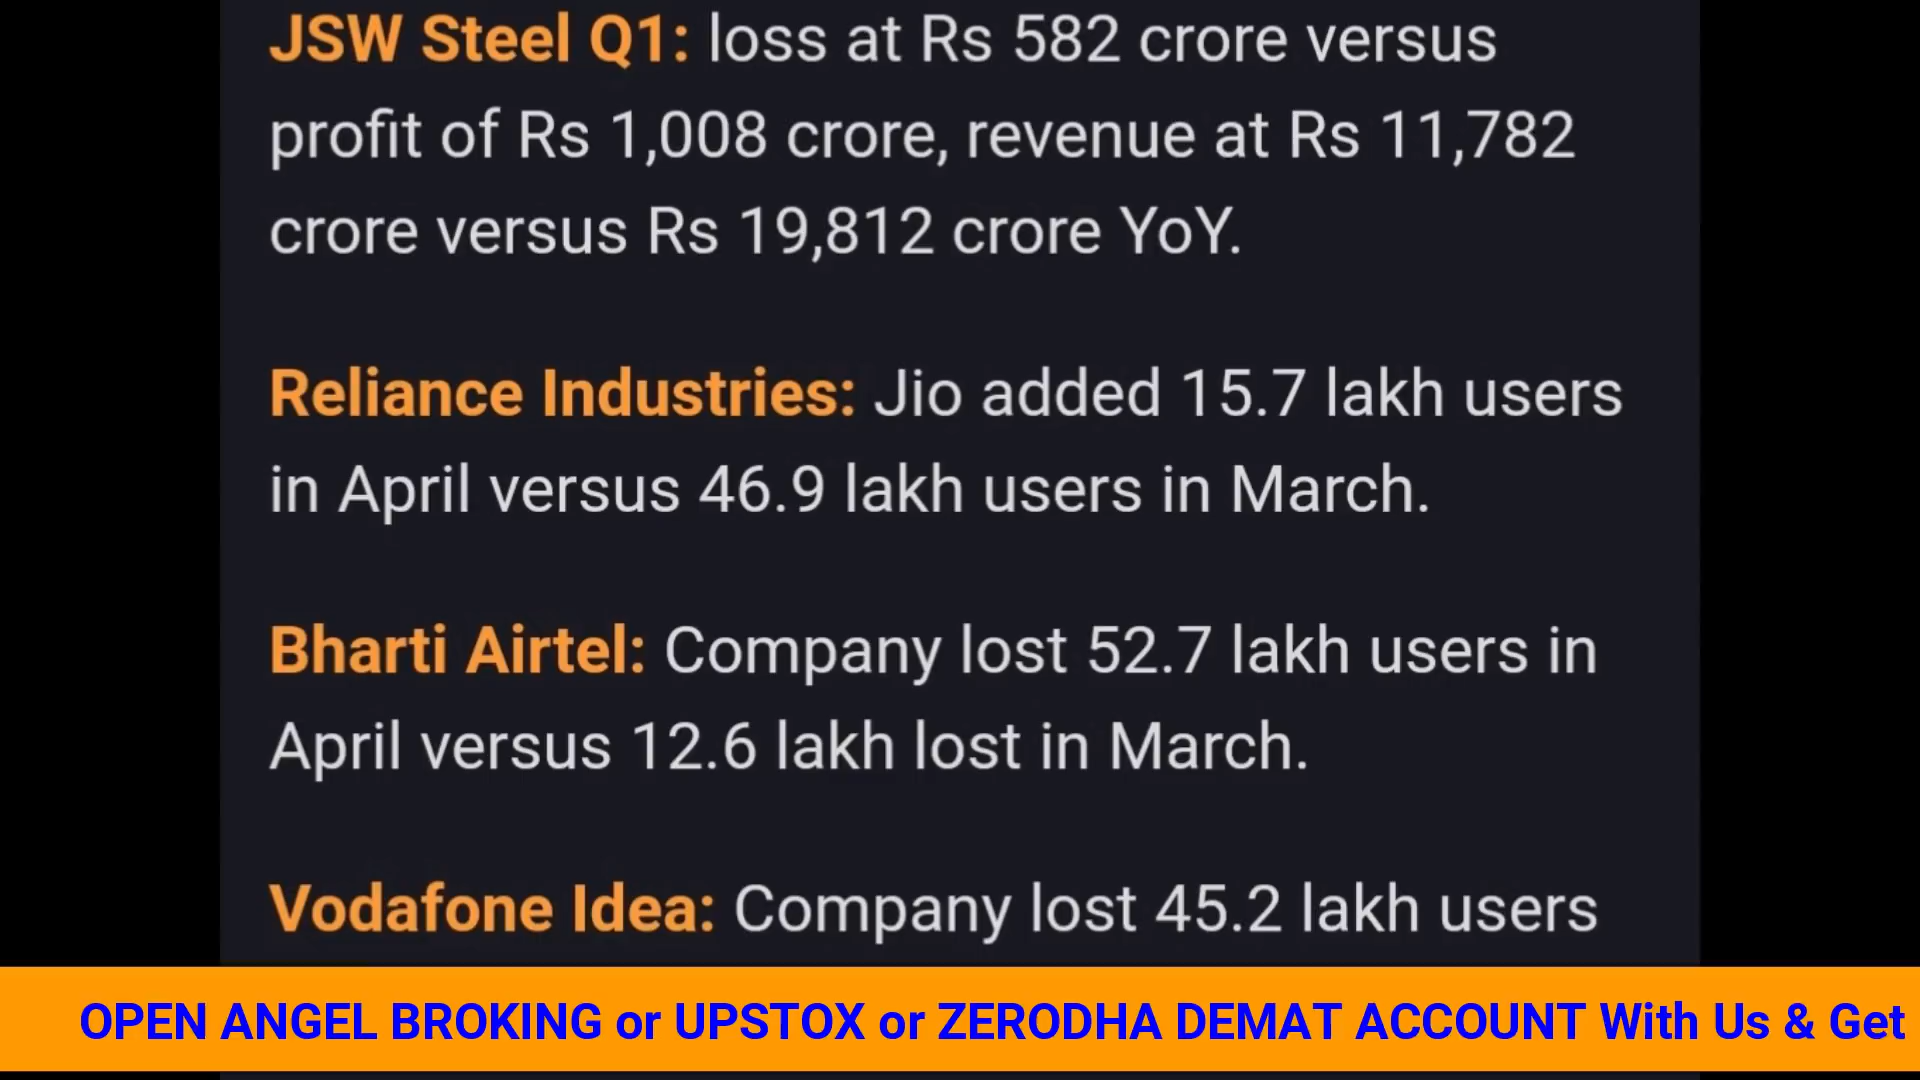 JSW Steel Q1: loss at Rs 582 crore versus
profit of Rs 1,008 crore, revenue at Rs 11,782
crore versus Rs 19,812 crore YoY.
Reliance Industries: Jio added 15.7 lakh users
in April versus 46.9 lakh users in March.
Bharti Airtel: Company lost 52.7 lakh users in
April versus 12.6 lakh lost in March.
Vodafone Idea: Company lost 45.2 lakh users
OPEN ANGEL BROKING or UPSTOX or ZERODHA DEMAT ACCOUNT With Us & Get